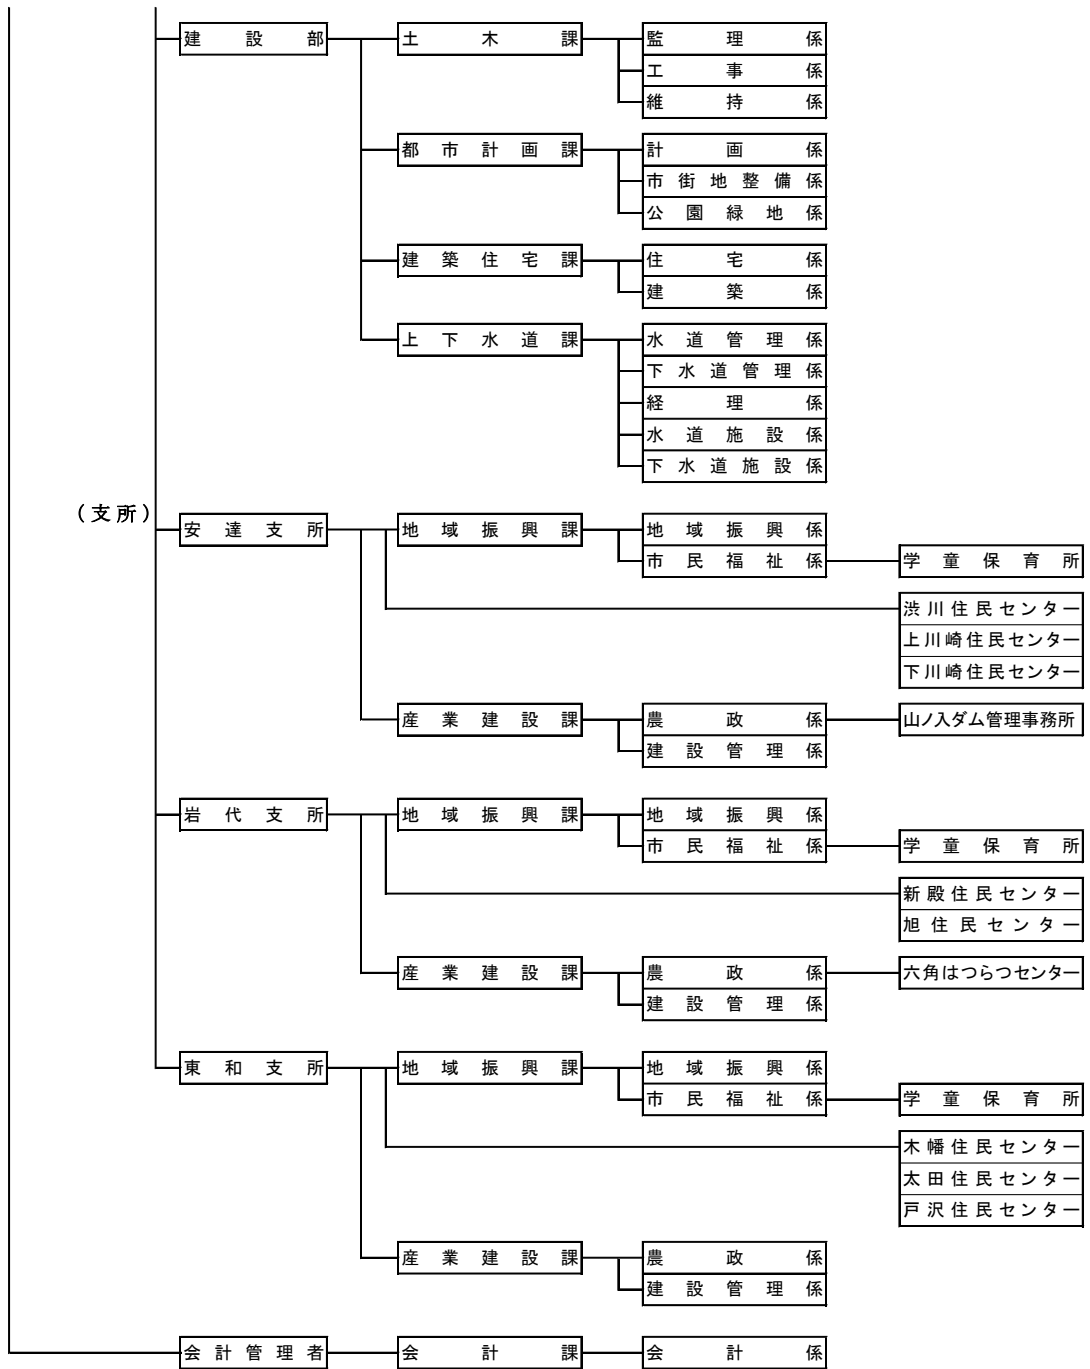 建設部 土木課 監理係
工事係
維持係
都市計画課 計画係
市街地整備係
公園緑地係
建築住宅課 住宅係
建築係
上下水道課 水道管理係
下水道管理係
経理係
水道施設係
下水道施設係
（支所）
安達支所 地域振興課 地域振興係
市民福祉係 学童保育所
渋川住民センター
上川崎住民センター
下川崎住民センター
産業建設課 農政係 山ノ入ダム管理事務所
建設管理係
岩代支所 地域振興課 地域振興係
市民福祉係 学童保育所
新殿住民センター
旭住民センター
産業建設課 農政係 六角はつらつセンター
建設管理係
東和支所 地域振興課 地域振興係
市民福祉係 学童保育所
木幡住民センター
太田住民センター
戸沢住民センター
産業建設課 農政係
建設管理係
会計管理者 会計課 会計係